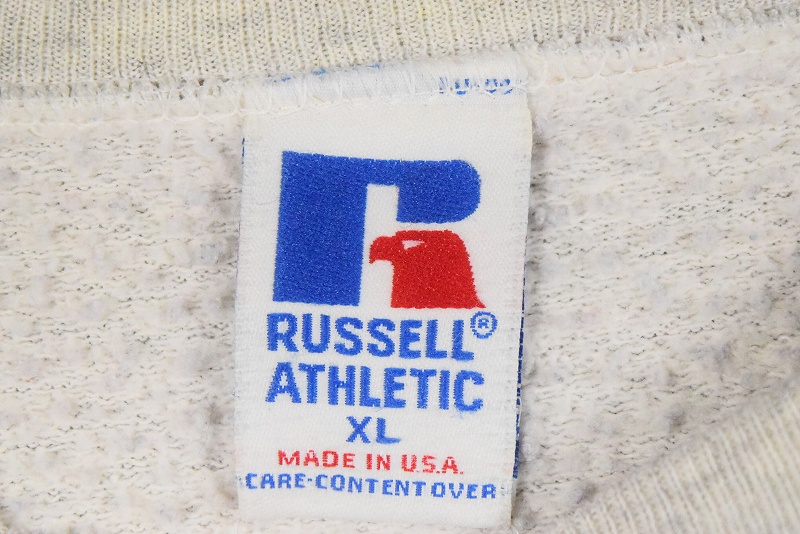 RUSSELL®
ATHLETIC
XL
MADE IN U.S.A.
CARE-CONTENT OVER